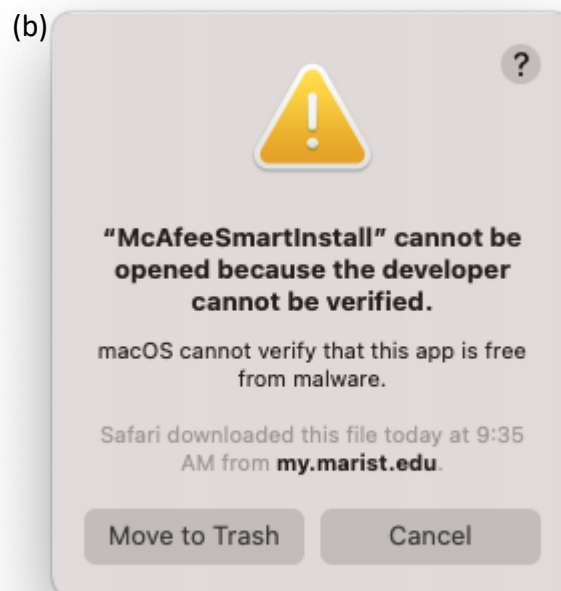 (b)
?
“McAfeeSmartInstall” cannot be
opened because the developer
cannot be verified.
macOS cannot verify that this app is free
from malware.
Safari downloaded this file today at 9:35
AM from my.marist.edu.
Move to Trash
Cancel